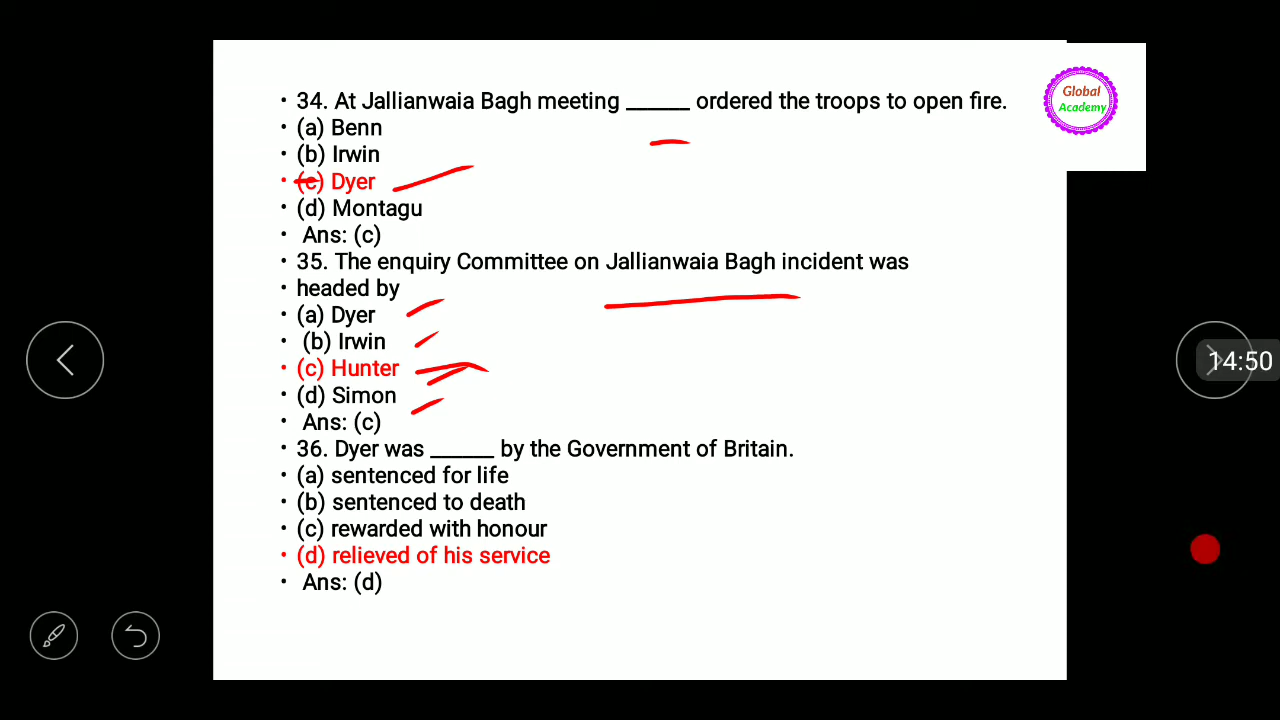 • 34. At Jallianwaia Bagh meeting ______ ordered the troops to open fire.
• (a) Benn
• (b) Irwin
• (c) Dyer
• (d) Montagu
• Ans: (c)
• 35. The enquiry Committee on Jallianwaia Bagh incident was
• headed by
• (a) Dyer
• (b) Irwin
• (c) Hunter
• (d) Simon
• Ans: (c)
• 36. Dyer was ______ by the Government of Britain.
• (a) sentenced for life
• (b) sentenced to death
• (c) rewarded with honour
• (d) relieved of his service
• Ans: (d)
Global
Academy
14:50